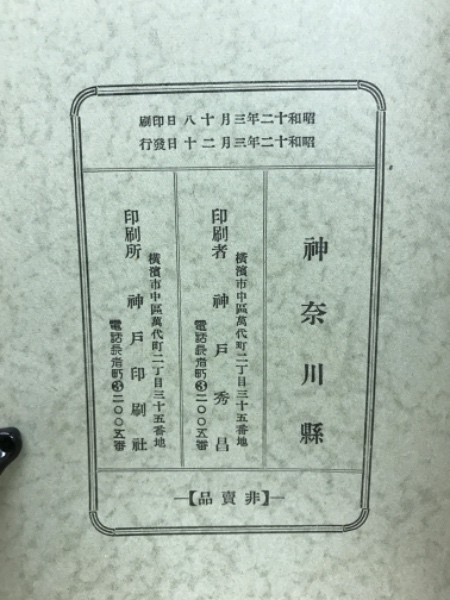 昭和十二年三月十八日印刷
昭和十二年三月二十日發行
神奈川縣
橫濱市中區萬代町二丁目三十五番地
印刷者 神戶秀昌
電話長者町③二〇〇五番
橫濱市中區萬代町二丁目三十五番地
印刷所 神戶印刷社
電話長者町③二〇〇五番
【非賣品】